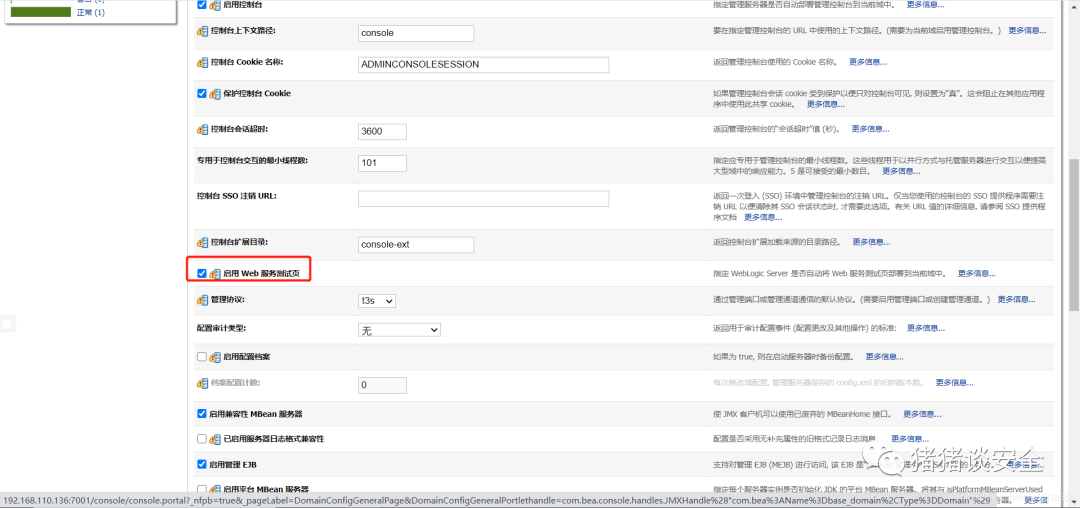 正常 (1)
启用控制台
指定管理服务器是否自动部署管理控制台到当前域中。 更多信息...
控制台上下文路径:
console
要在指定管理控制台的 URL 中使用的上下文路径。(需要为当前域启用管理控制台。) 更多信息...
控制台 Cookie 名称:
ADMINCONSOLESESSION
返回管理控制台使用的 Cookie 名称。 更多信息...
保护控制台 Cookie
如果管理控制台会话 cookie 受到保护以便只对控制台可见, 则设置为"真"。这会阻止在其他应用程
序中使用此共享 cookie。 更多信息...
控制台会话超时:
3600
返回管理控制台的"会话超时"值 (秒)。 更多信息...
专用于控制台交互的最小线程数:
101
指定应专用于管理控制台的最小线程数。这些线程用于以并行方式与托管服务器进行交互以便提高
大型域中的响应能力。5 是可接受的最小数目。 更多信息...
控制台 SSO 注销 URL:
返回一次登入 (SSO) 环境中管理控制台的注销 URL。仅当您使用的控制台的 SSO 提供程序需要注
销 URL 以便清除其 SSO 会话状态时, 才需要此选项。有关 URL 值的详细信息, 请参阅 SSO 提供程
序文档 更多信息...
控制台扩展目录:
console-ext
返回控制台扩展加载来源的目录路径。 更多信息...
启用 Web 服务测试页
指定 WebLogic Server 是否自动将 Web 服务测试页部署到当前域中。 更多信息...
管理协议:
t3s
通过管理端口或管理通道通信的默认协议。(需要启用管理端口或创建管理通道。) 更多信息...
配置审计类型:
无
返回用于审计配置事件 (配置更改及其他操作) 的标准: 更多信息...
启用配置档案
如果为 true, 则在启动服务器时备份配置。 更多信息...
档案配置计数:
0
每次修改域配置, 管理服务器保存的 config.xml 的归档版本数。 更多信息...
启用兼容性 MBean 服务器
使 JMX 客户机可以使用已废弃的 MBeanHome 接口。 更多信息...
已启用服务器日志格式兼容性
配置是否采用无补充属性的旧格式记录日志消息 更多信息...
启用管理 EJB
支持对管理 EJB (MEJB) 进行访问, 该 EJB 是
猪猪谈安全
启用平台 MBean 服务器
指定每个服务器实例是否初始化 JDK 的平台 MBean 服务器。将其与 isPlatformMBeanServerUsed
192.168.110.136:7001/console/console.portal?_nfpb=true&_pageLabel=DomainConfigGeneralPage&DomainConfigGeneralPortlethandle=com.bea.console.handles.JMXHandle%28"com.bea%3AName%3Dbase_domain%2CType%3DDomain"%29